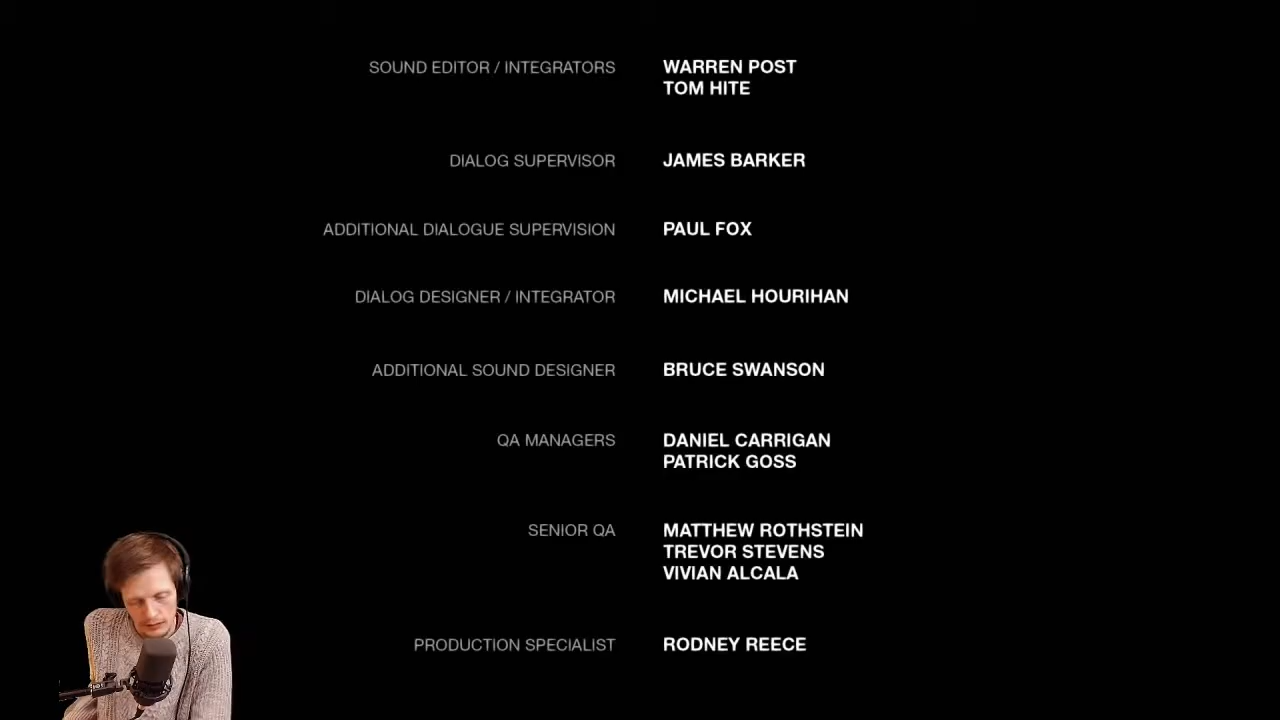 SOUND EDITOR / INTEGRATORS WARREN POST
TOM HITE
DIALOG SUPERVISOR JAMES BARKER
ADDITIONAL DIALOGUE SUPERVISION PAUL FOX
DIALOG DESIGNER / INTEGRATOR MICHAEL HOURIHAN
ADDITIONAL SOUND DESIGNER BRUCE SWANSON
QA MANAGERS DANIEL CARRIGAN
PATRICK GOSS
SENIOR QA MATTHEW ROTHSTEIN
TREVOR STEVENS
VIVIAN ALCALA
PRODUCTION SPECIALIST RODNEY REECE